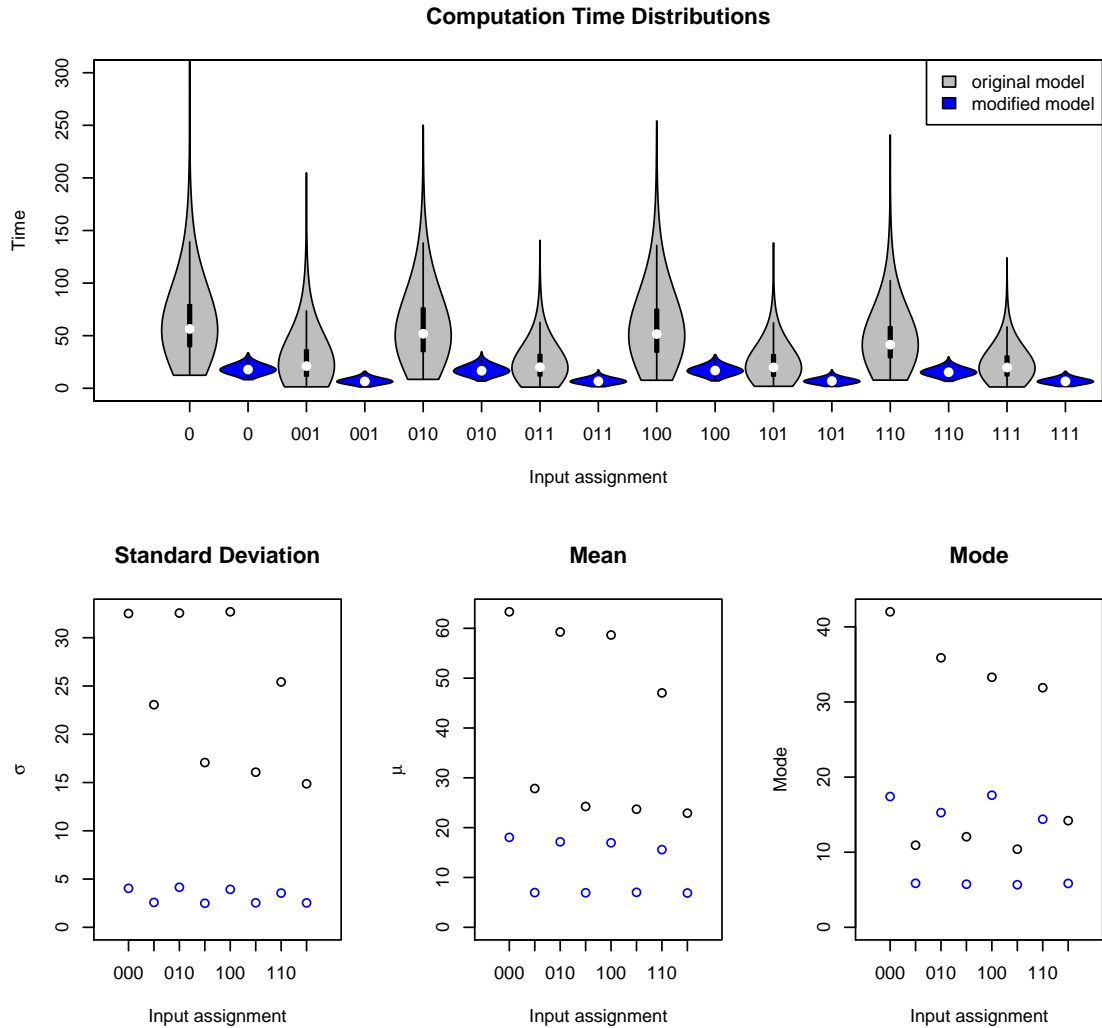 Computation Time Distributions
original model
modified model
Time
300
250
200
150
100
50
0
0 0 001 001 010 010 011 011 100 100 101 101 110 110 111 111
Input assignment
Standard Deviation
σ
30
25
20
15
10
5
0
000 010 100 110
Input assignment
Mean
μ
60
50
40
30
20
10
0
000 010 100 110
Input assignment
Mode
Mode
40
30
20
10
0
000 010 100 110
Input assignment